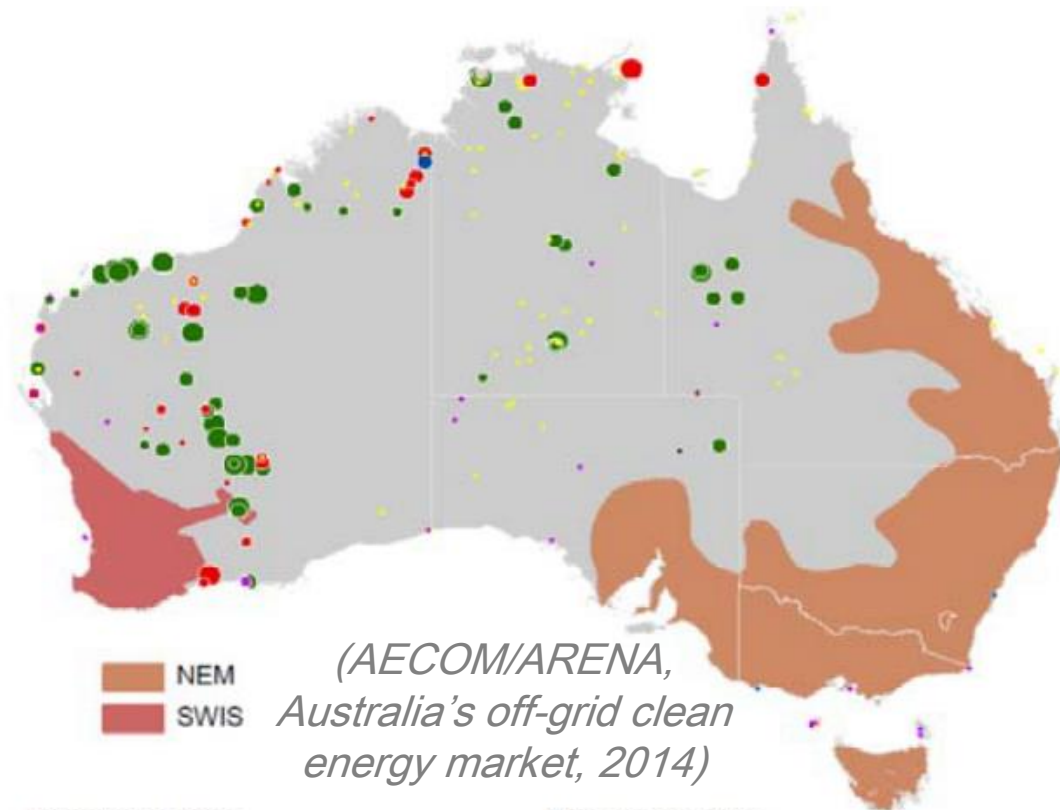 NEM
SWIS
(AECOM/ARENA,
Australia's off-grid clean
energy market, 2014)